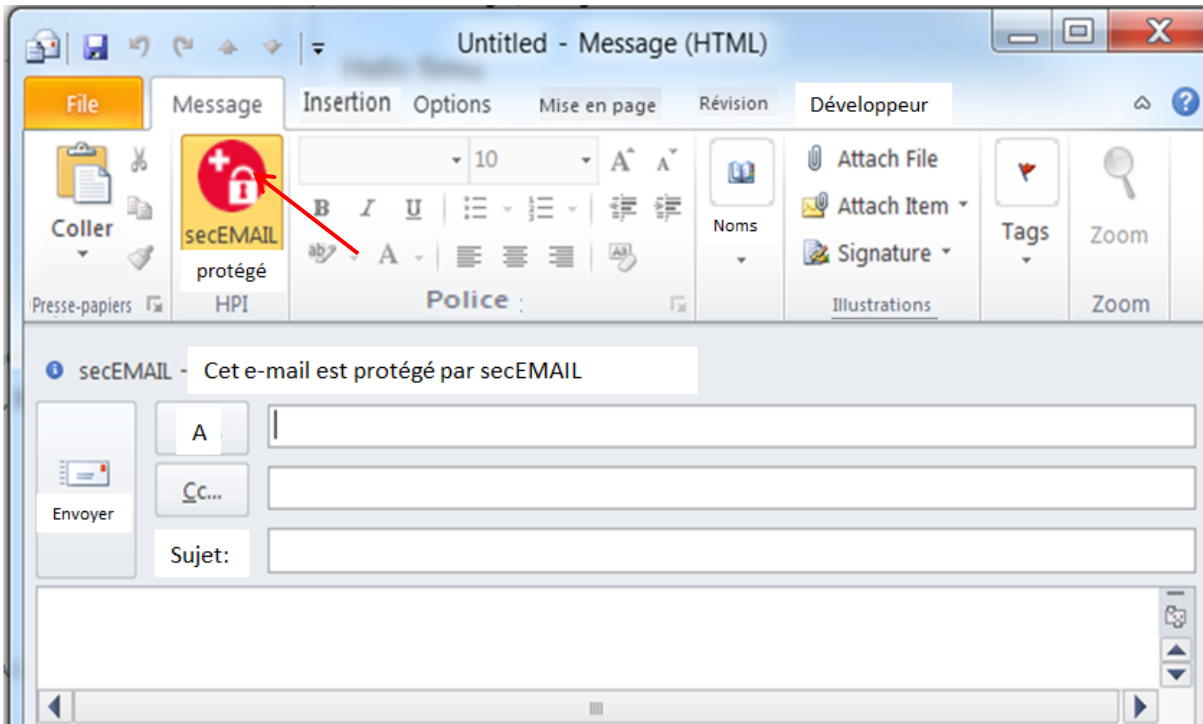 Untitled - Message (HTML)
File Message Insertion Options Mise en page Révision Développeur
Coller
Presse-papiers
secEMAIL
protégé
HPI
10
B I U
Police :
Noms
Attach File
Attach Item
Signature
Illustrations
Tags
Zoom
Zoom
secEMAIL - Cet e-mail est protégé par secEMAIL
Envoyer
A
Cc...
Sujet: